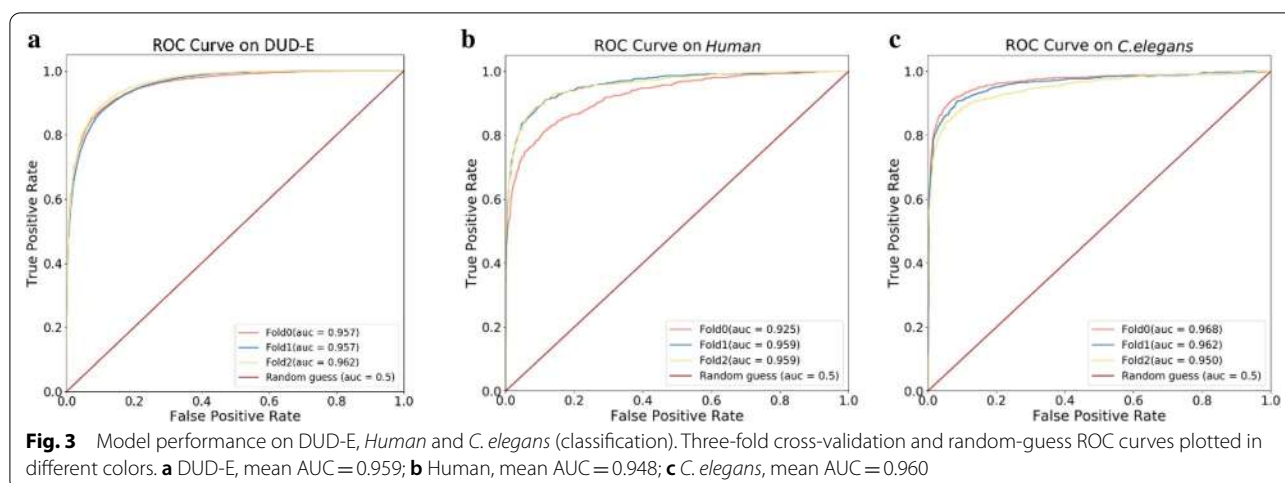 a
ROC Curve on DUD-E
1.0
0.8
0.6
0.4
0.2
0.0
True Positive Rate
Fold0(auc = 0.957)
Fold1(auc = 0.957)
Fold2(auc = 0.962)
Random guess (auc = 0.5)
0.0 0.2 0.4 0.6 0.8 1.0
False Positive Rate
b
ROC Curve on Human
1.0
0.8
0.6
0.4
0.2
0.0
True Positive Rate
Fold0(auc = 0.925)
Fold1(auc = 0.959)
Fold2(auc = 0.959)
Random guess (auc = 0.5)
0.0 0.2 0.4 0.6 0.8 1.0
False Positive Rate
c
ROC Curve on C.elegans
1.0
0.8
0.6
0.4
0.2
0.0
True Positive Rate
Fold0(auc = 0.968)
Fold1(auc = 0.962)
Fold2(auc = 0.950)
Random guess (auc = 0.5)
0.0 0.2 0.4 0.6 0.8 1.0
False Positive Rate
Fig. 3 Model performance on DUD-E, Human and C. elegans (classification). Three-fold cross-validation and random-guess ROC curves plotted in
different colors. a DUD-E, mean AUC = 0.959; b Human, mean AUC = 0.948; c C. elegans, mean AUC = 0.960